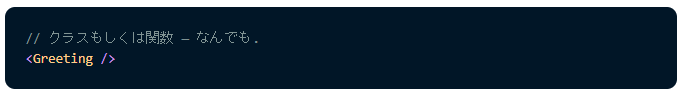 // クラスもしくは関数 — なんでも.
<Greeting />